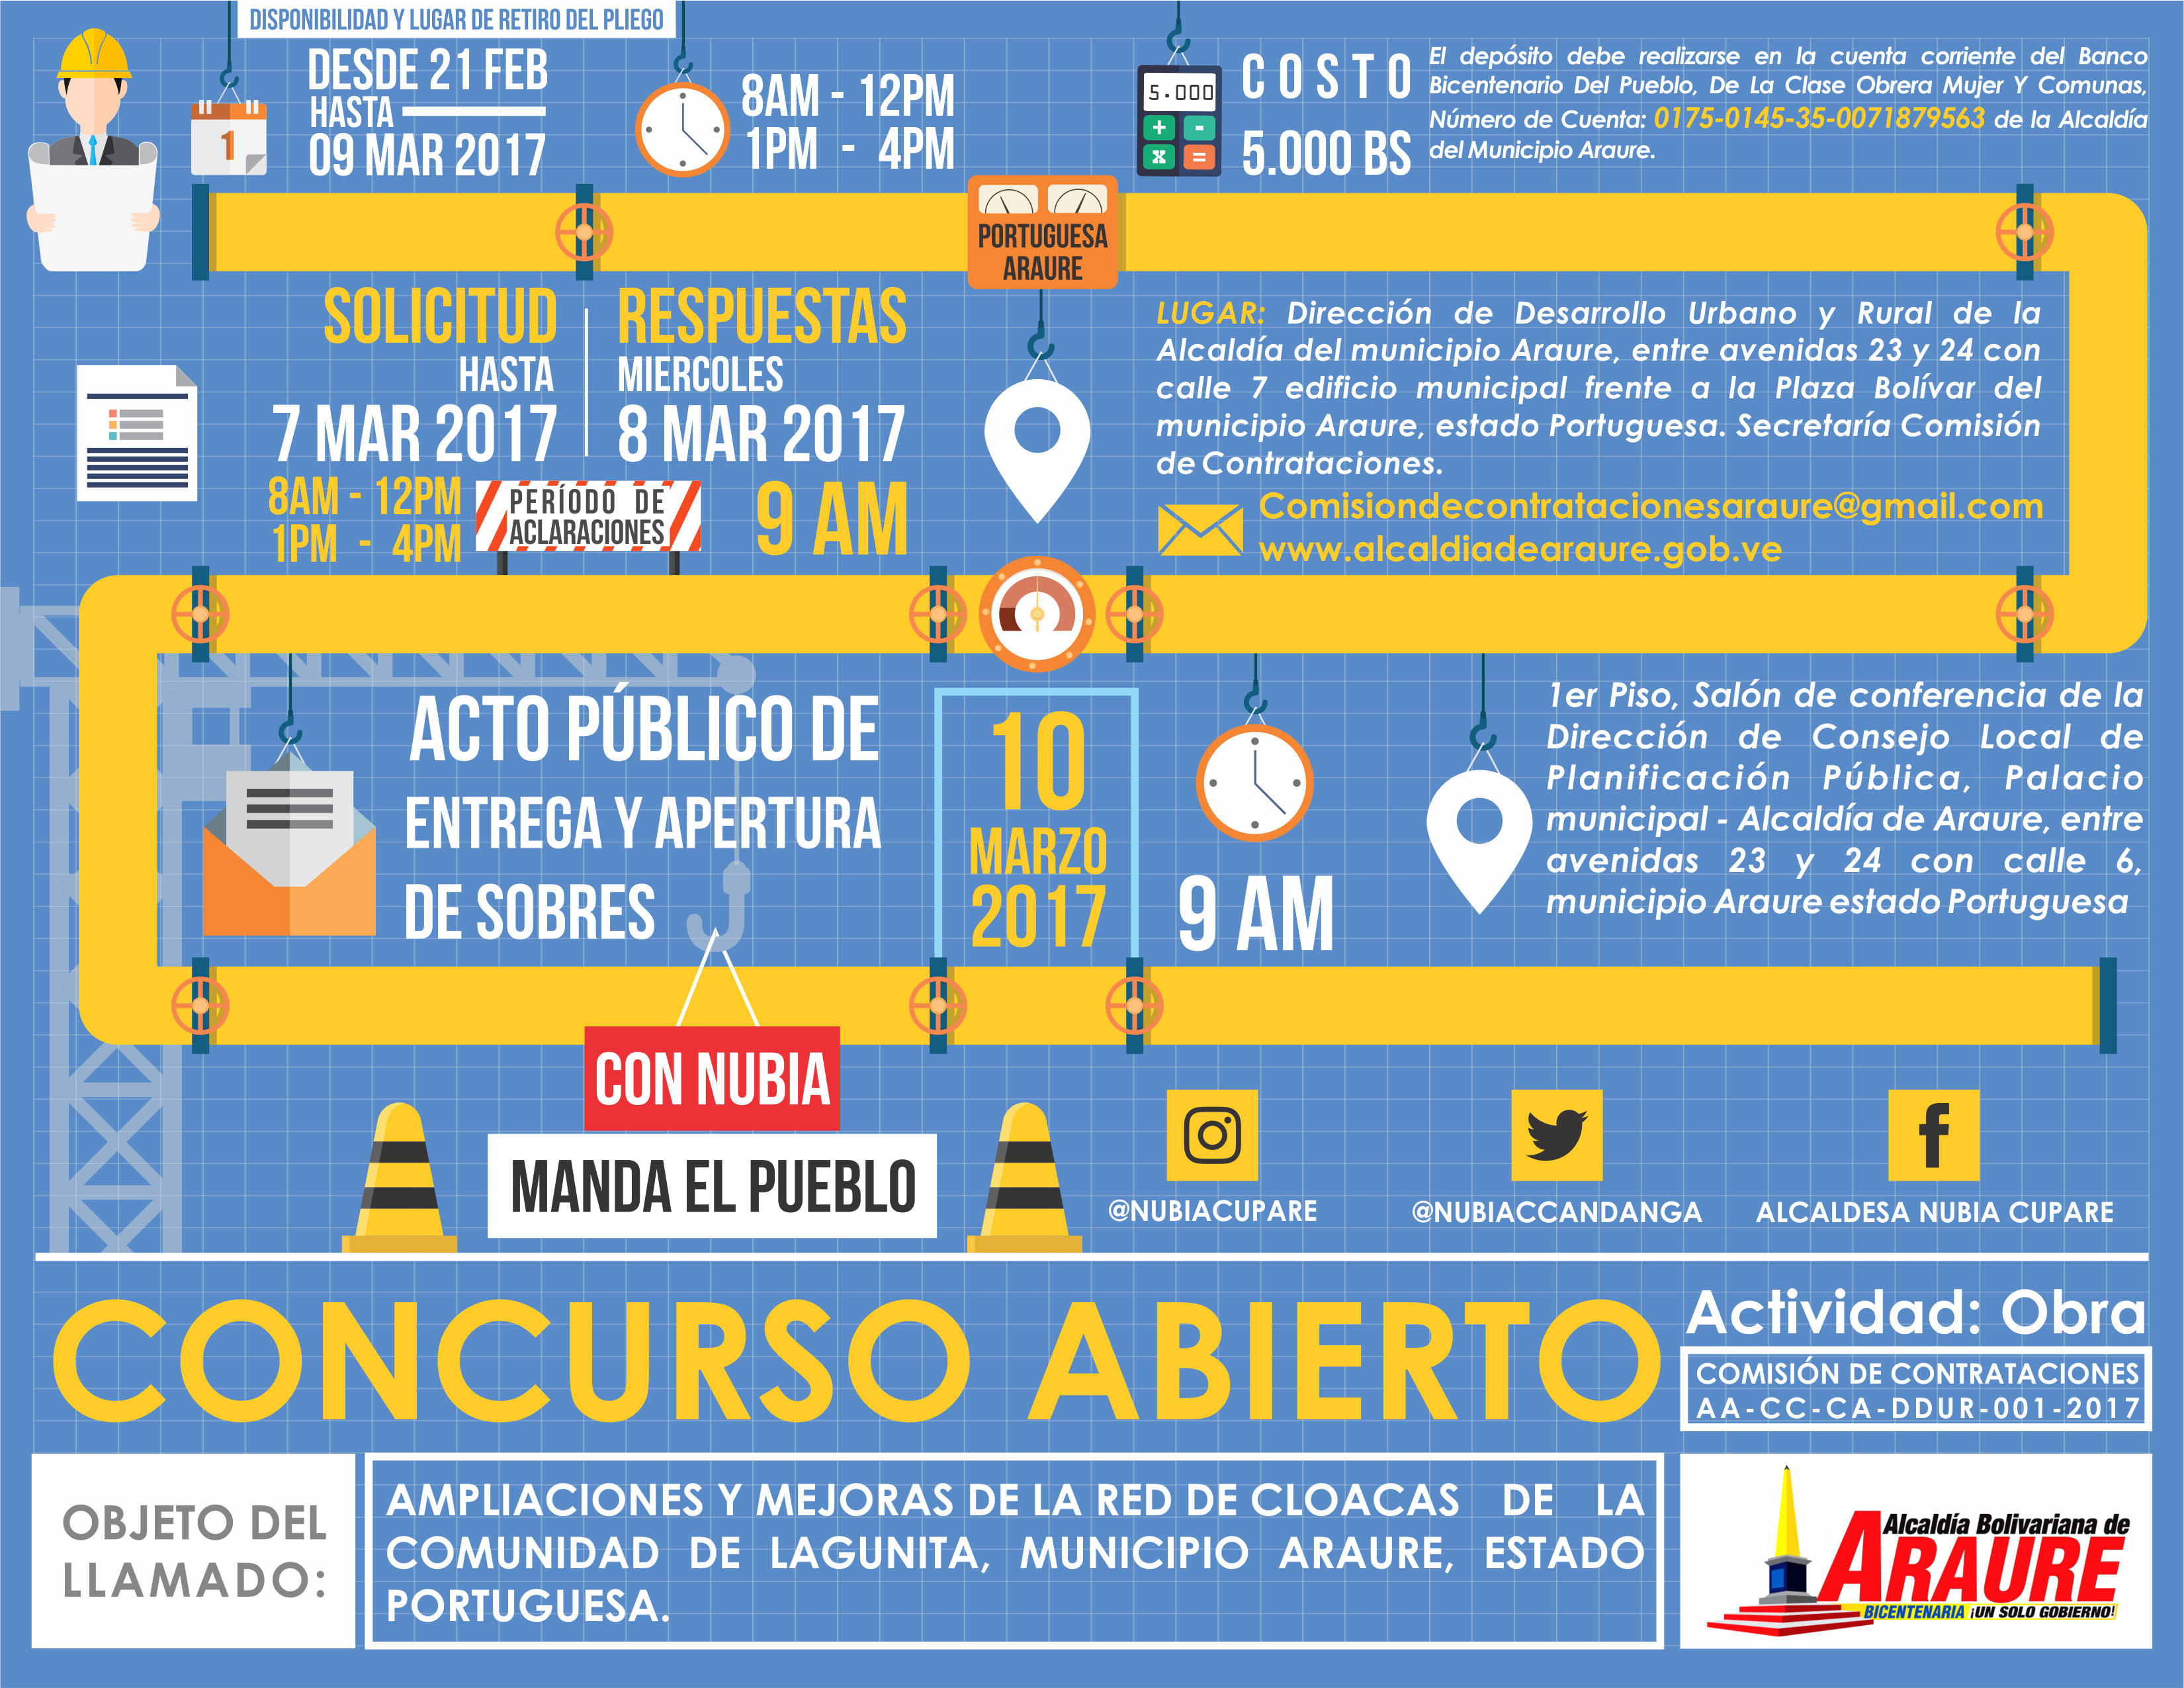 DISPONIBILIDAD Y LUGAR DE RETIRO DEL PLIEGO
DESDE 21 FEB
HASTA
09 MAR 2017
1
8AM - 12PM
1PM - 4PM
5.000
+ -
x =
COSTO
5.000 BS
El depósito debe realizarse en la cuenta corriente del Banco
Bicentenario Del Pueblo, De La Clase Obrera Mujer Y Comunas,
Número de Cuenta: 0175-0145-35-0071879563 de la Alcaldía
del Municipio Araure.
PORTUGUESA
ARAURE
SOLICITUD
HASTA
7 MAR 2017
8AM - 12PM
1PM - 4PM
RESPUESTAS
MIERCOLES
8 MAR 2017
9 AM
PERÍODO DE
ACLARACIONES
LUGAR: Dirección de Desarrollo Urbano y Rural de la
Alcaldía del municipio Araure, entre avenidas 23 y 24 con
calle 7 edificio municipal frente a la Plaza Bolívar del
municipio Araure, estado Portuguesa. Secretaría Comisión
de Contrataciones.
Comisiondecontratacionesaraure@gmail.com
www.alcaldiadearaure.gob.ve
ACTO PÚBLICO DE
ENTREGA Y APERTURA
DE SOBRES
10
MARZO
2017
9 AM
1er Piso, Salón de conferencia de la
Dirección de Consejo Local de
Planificación Pública, Palacio
municipal - Alcaldía de Araure, entre
avenidas 23 y 24 con calle 6,
municipio Araure estado Portuguesa
CON NUBIA
MANDA EL PUEBLO
@NUBIACUPARE
@NUBIACCANDANGA
ALCALDESA NUBIA CUPARE
CONCURSO ABIERTO
Actividad: Obra
COMISIÓN DE CONTRATACIONES
AA-CC-CA-DDUR-001-2017
OBJETO DEL
LLAMADO:
AMPLIACIONES Y MEJORAS DE LA RED DE CLOACAS DE LA
COMUNIDAD DE LAGUNITA, MUNICIPIO ARAURE, ESTADO
PORTUGUESA.
Alcaldía Bolivariana de
ARAURE
BICENTENARIA ¡UN SOLO GOBIERNO!